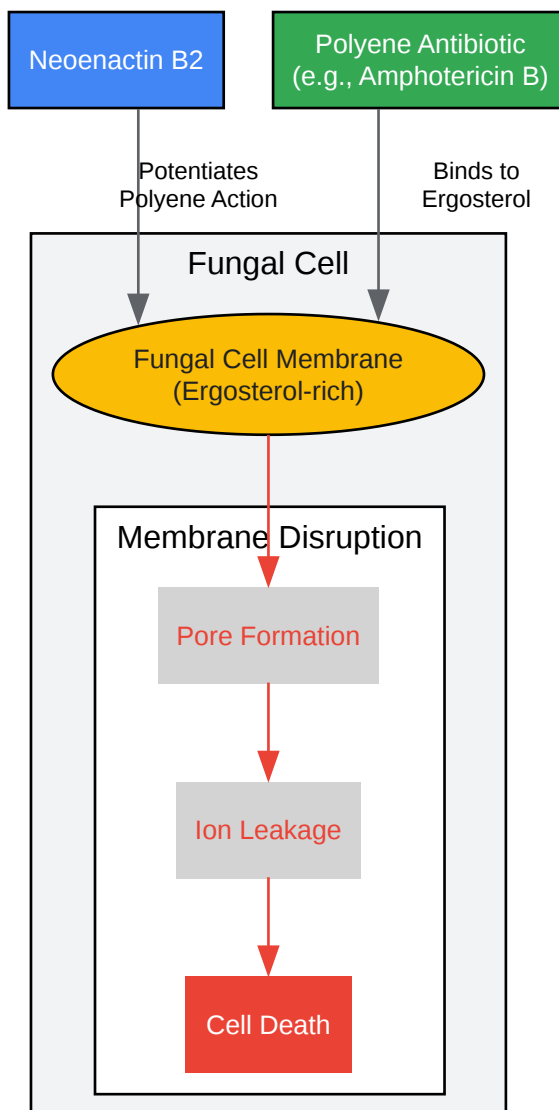 Neoenactin B2
Polyene Antibiotic
(e.g., Amphotericin B)
Potentiates
Polyene Action
Binds to
Ergosterol
Fungal Cell
Fungal Cell Membrane
(Ergosterol-rich)
Membrane Disruption
Pore Formation
Ion Leakage
Cell Death